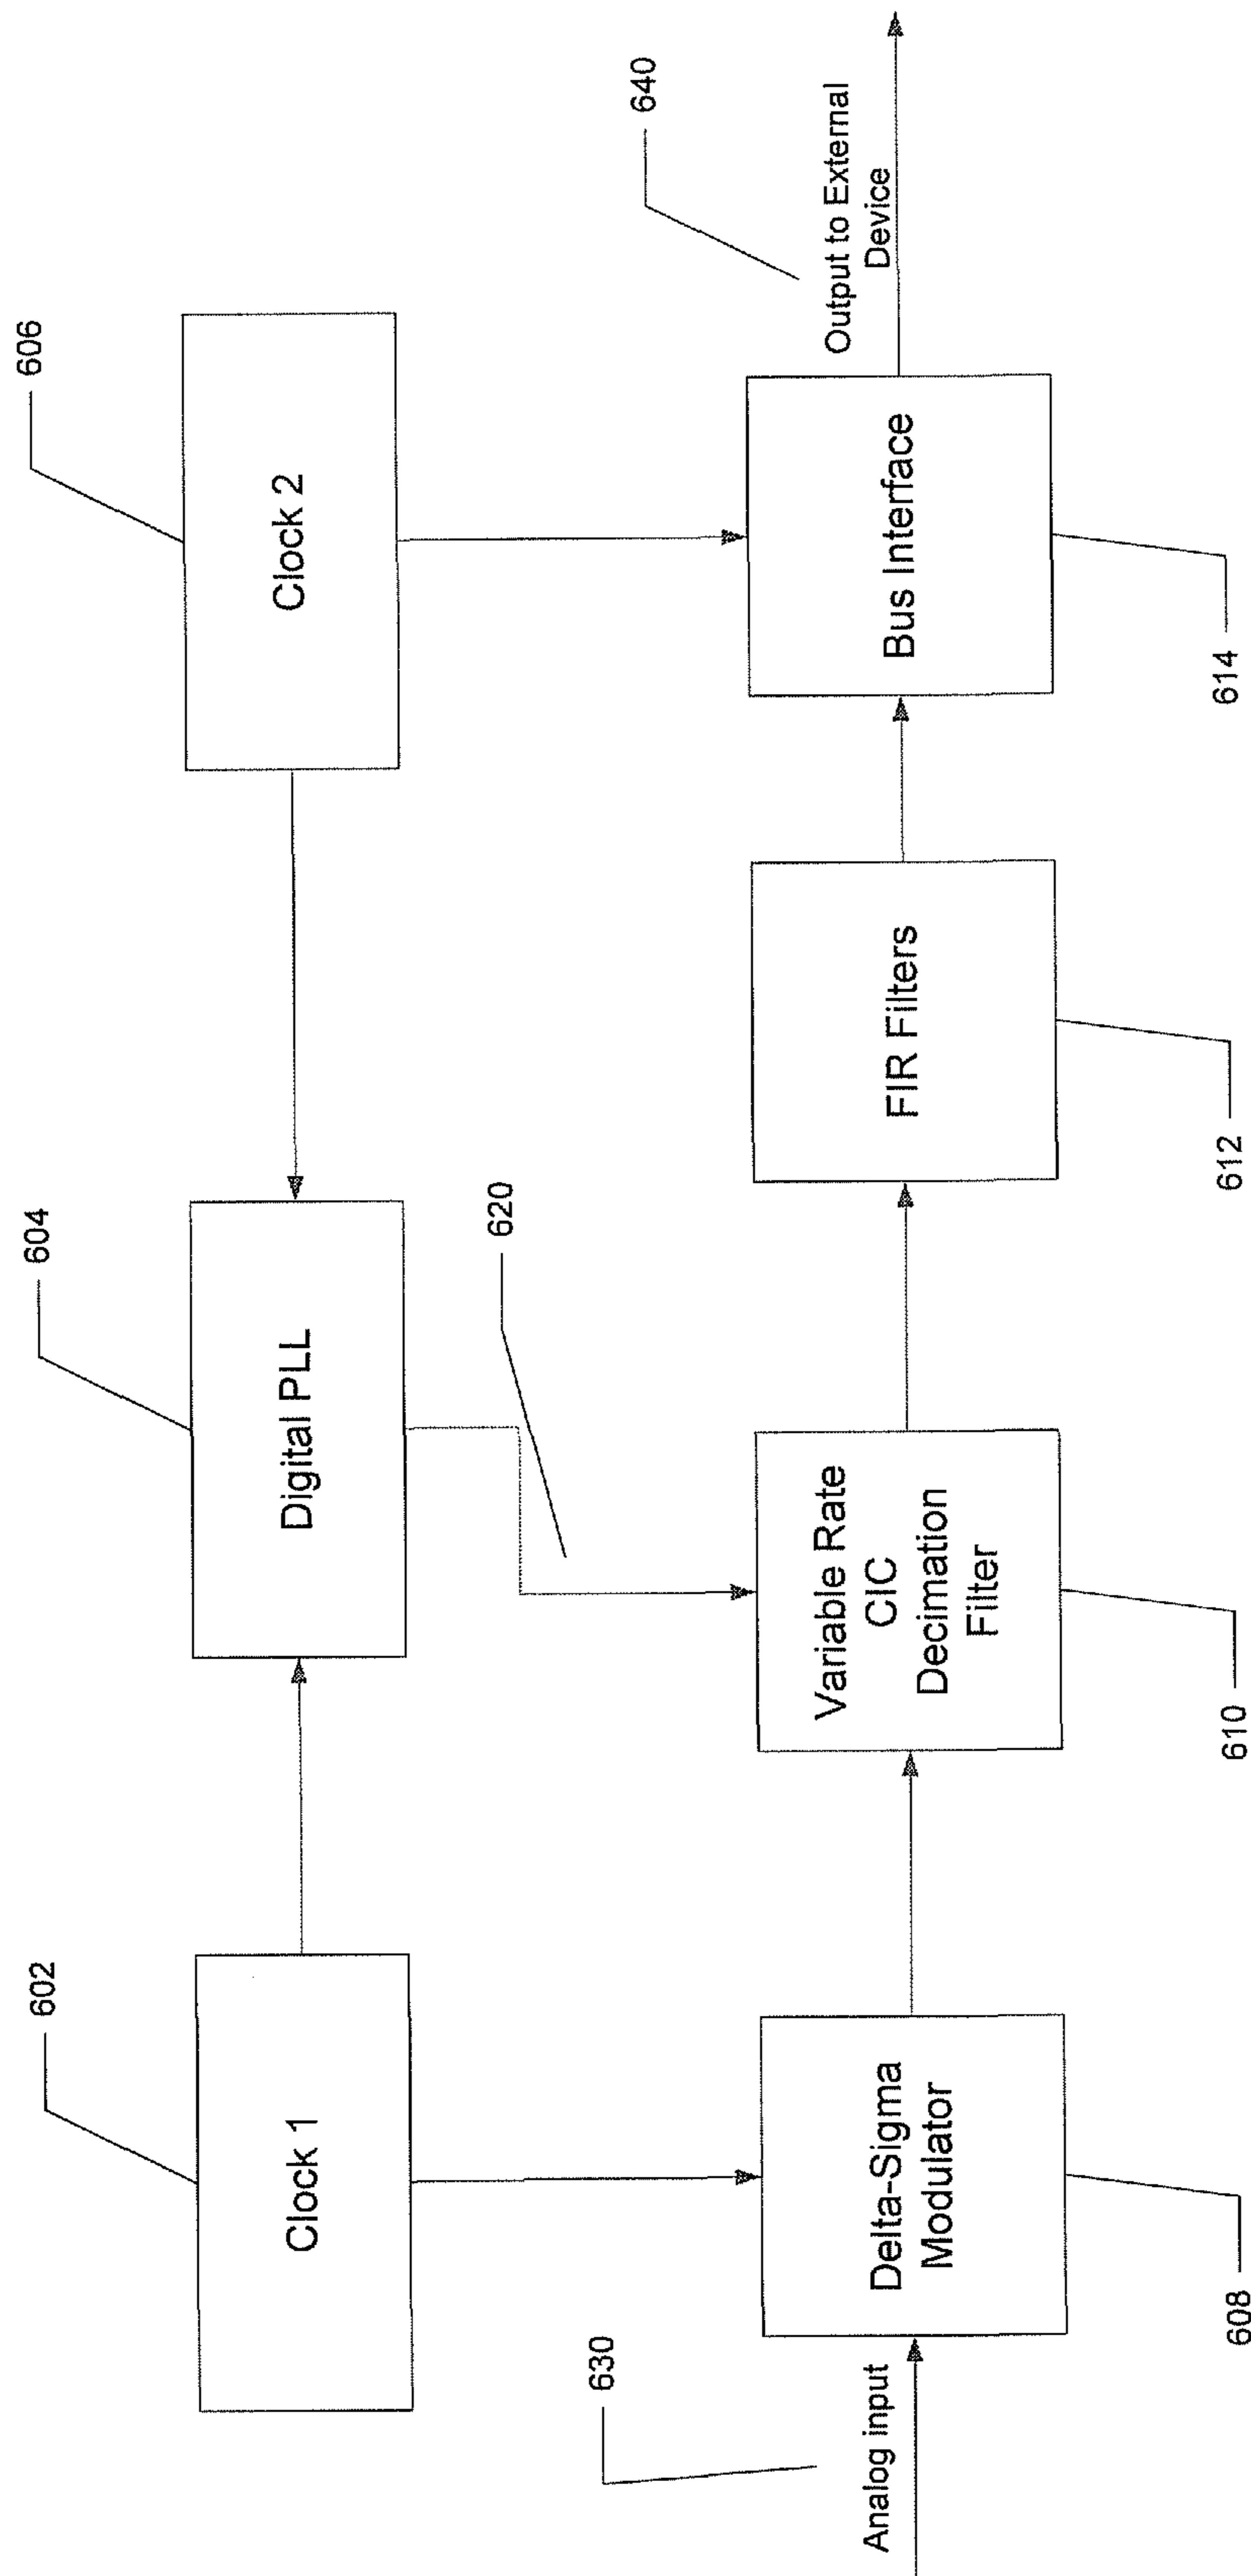 602
604
606
Clock 1
Digital PLL
Clock 2
620
640
630
Analog input
Output to External
Device
Delta-Sigma
Modulator
Variable Rate
CIC
Decimation
Filter
FIR Filters
Bus Interface
608
610
612
614